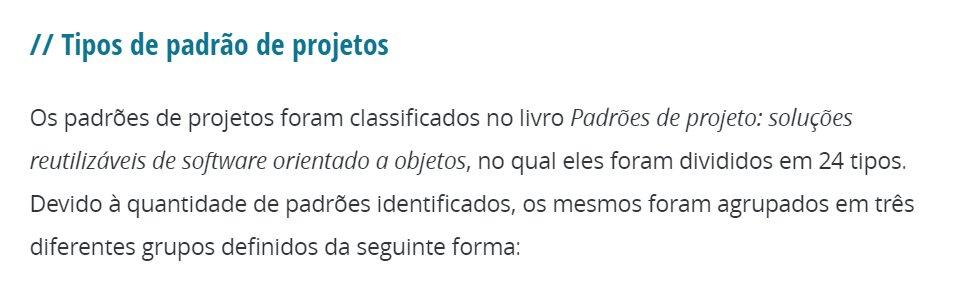 // Tipos de padrão de projetos
Os padrões de projetos foram classificados no livro Padrões de projeto: soluções
reutilizáveis de software orientado a objetos, no qual eles foram divididos em 24 tipos.
Devido à quantidade de padrões identificados, os mesmos foram agrupados em três
diferentes grupos definidos da seguinte forma: